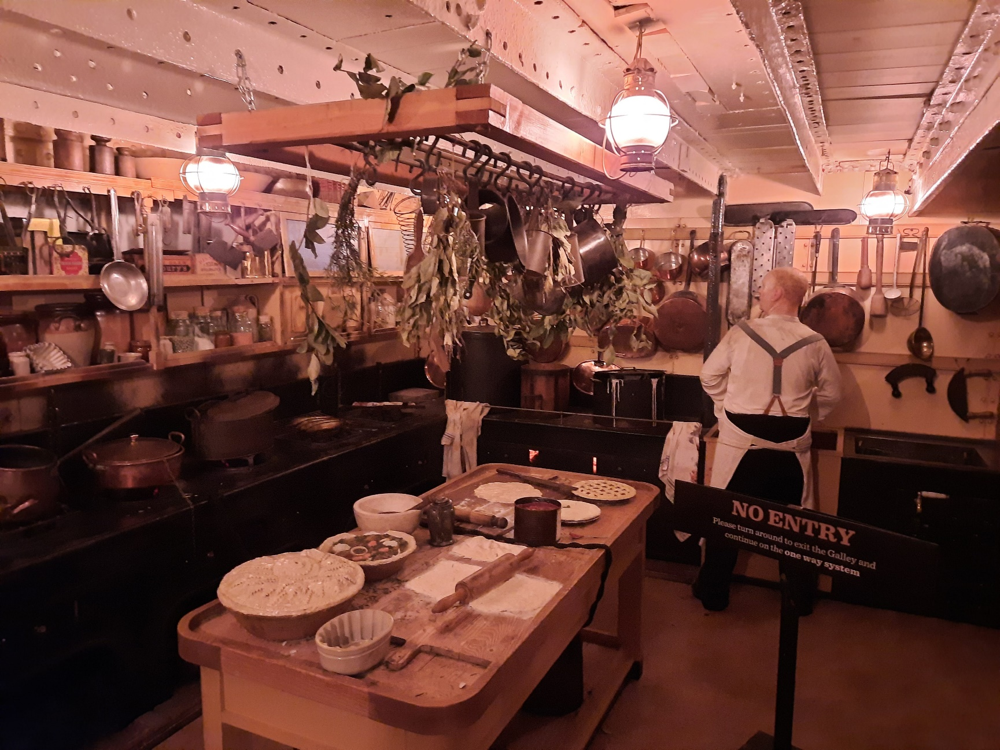 NO ENTRY
Please turn around to exit the Galley and
continue on the one way system